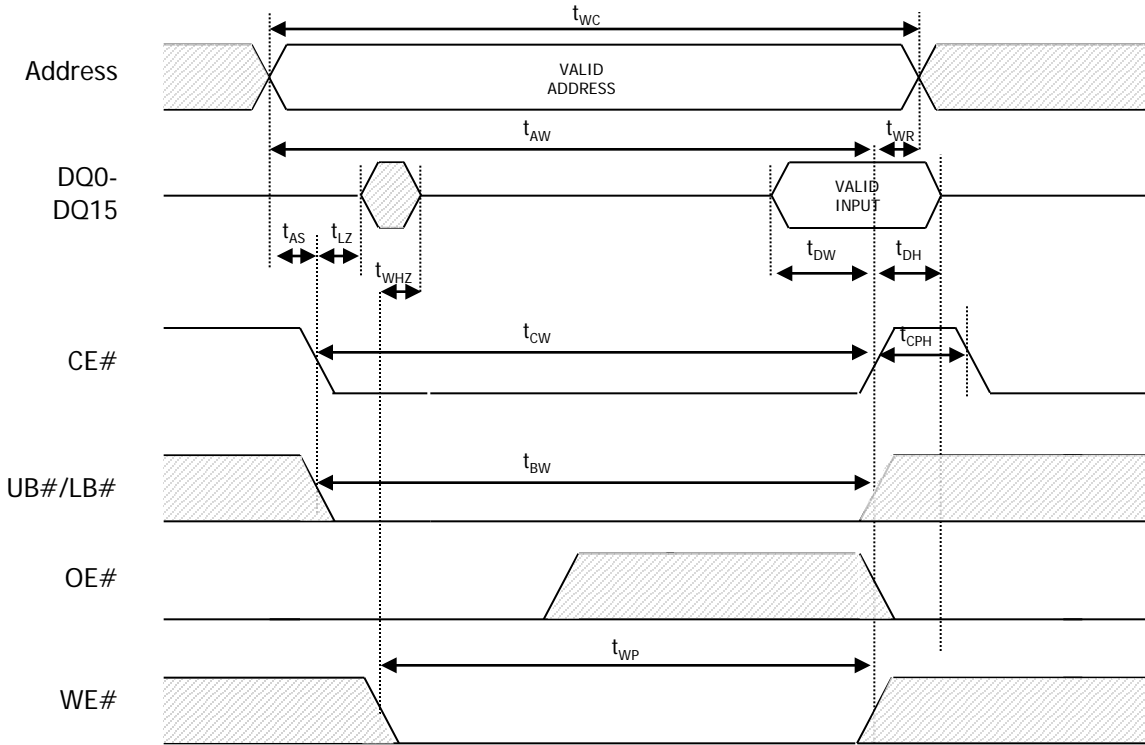 tWC
Address
VALID
ADDRESS
tAW
tWR
DQ0-
DQ15
VALID
INPUT
tAS
tLZ
tDW
tDH
tWHZ
tCW
tCPH
CE#
tBW
UB#/LB#
OE#
tWP
WE#